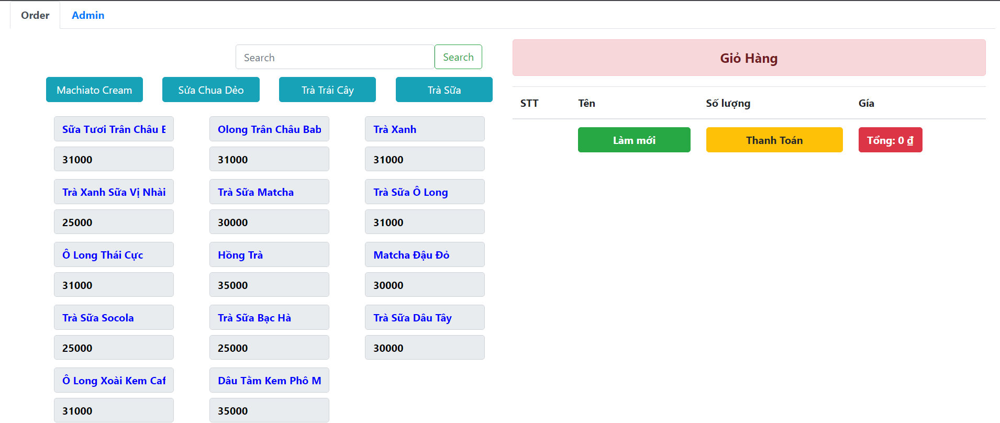 Order Admin
Search Search
Machiato Cream Sửa Chua Dẻo Trà Trái Cây Trà Sữa
Sữa Tươi Trân Châu Olong Trân Châu Bab Trà Xanh
31000 31000 31000
Trà Xanh Sữa Vị Nhài Trà Sữa Matcha Trà Sữa Ô Long
25000 30000 31000
Ô Long Thái Cực Hồng Trà Matcha Đậu Đỏ
31000 35000 30000
Trà Sữa Socola Trà Sữa Bạc Hà Trà Sữa Dâu Tây
25000 25000 30000
Ô Long Xoài Kem Caf Dâu Tằm Kem Phô M
31000 35000
Giỏ Hàng
STT Tên Số lượng Gía
Làm mới Thanh Toán Tổng: 0 ₫